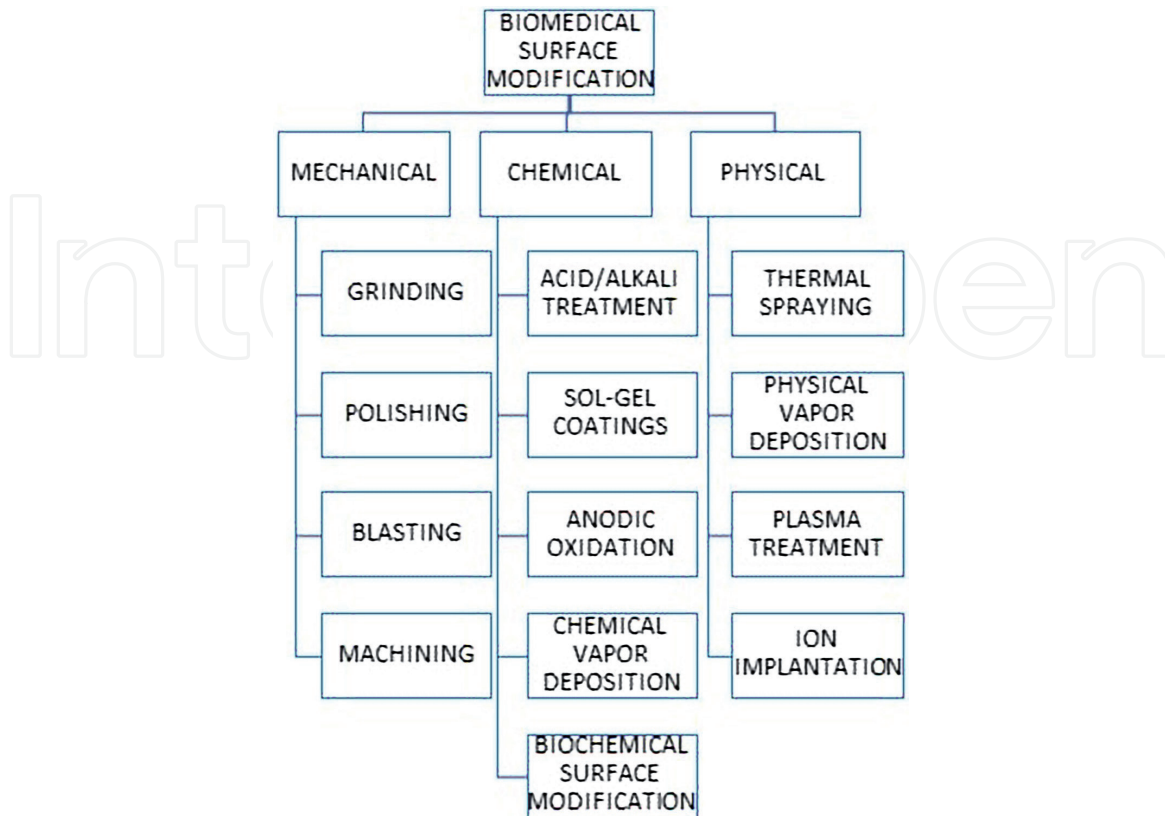 BIOMEDICAL
SURFACE
MODIFICATION
MECHANICAL
CHEMICAL
PHYSICAL
GRINDING
POLISHING
BLASTING
MACHINING
ACID/ALKALI
TREATMENT
SOL-GEL
COATINGS
ANODIC
OXIDATION
CHEMICAL
VAPOR
DEPOSITION
BIOCHEMICAL
SURFACE
MODIFICATION
THERMAL
SPRAYING
PHYSICAL
VAPOR
DEPOSITION
PLASMA
TREATMENT
ION
IMPLANTATION